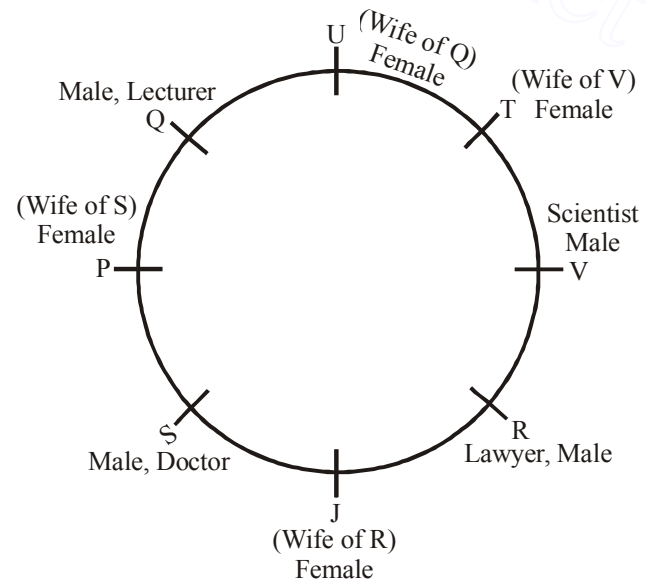 U
(Wife of Q)
Female
(Wife of V)
T Female
Male, Lecturer
Q
(Wife of S)
Female
P
Scientist
Male
V
S
Male, Doctor
R
Lawyer, Male
J
(Wife of R)
Female